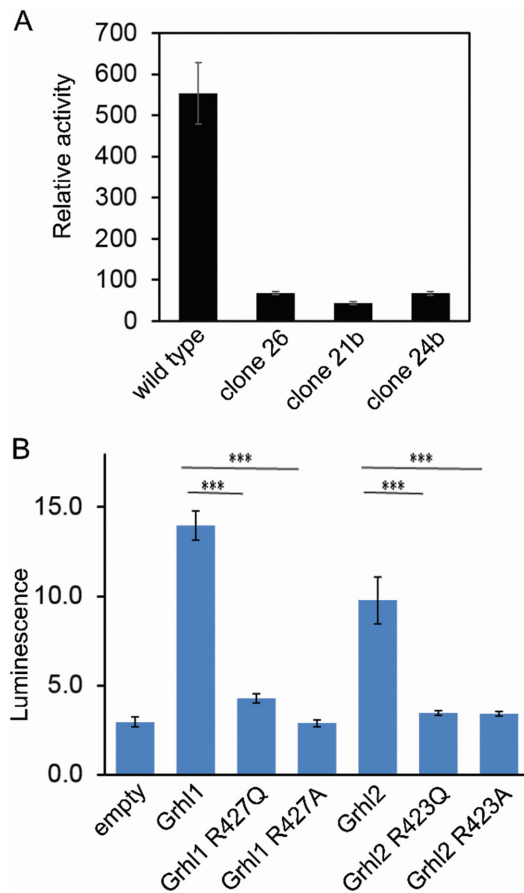 A
700
600
500
400
300
200
100
0
Relative activity
wild type
clone 26
clone 21b
clone 24b
B
***
***
***
***
15.0
10.0
5.0
0.0
Luminescence
empty
Grhl1
Grhl1 R427Q
Grhl1 R427A
Grhl2
Grhl2 R423Q
Grhl2 R423A